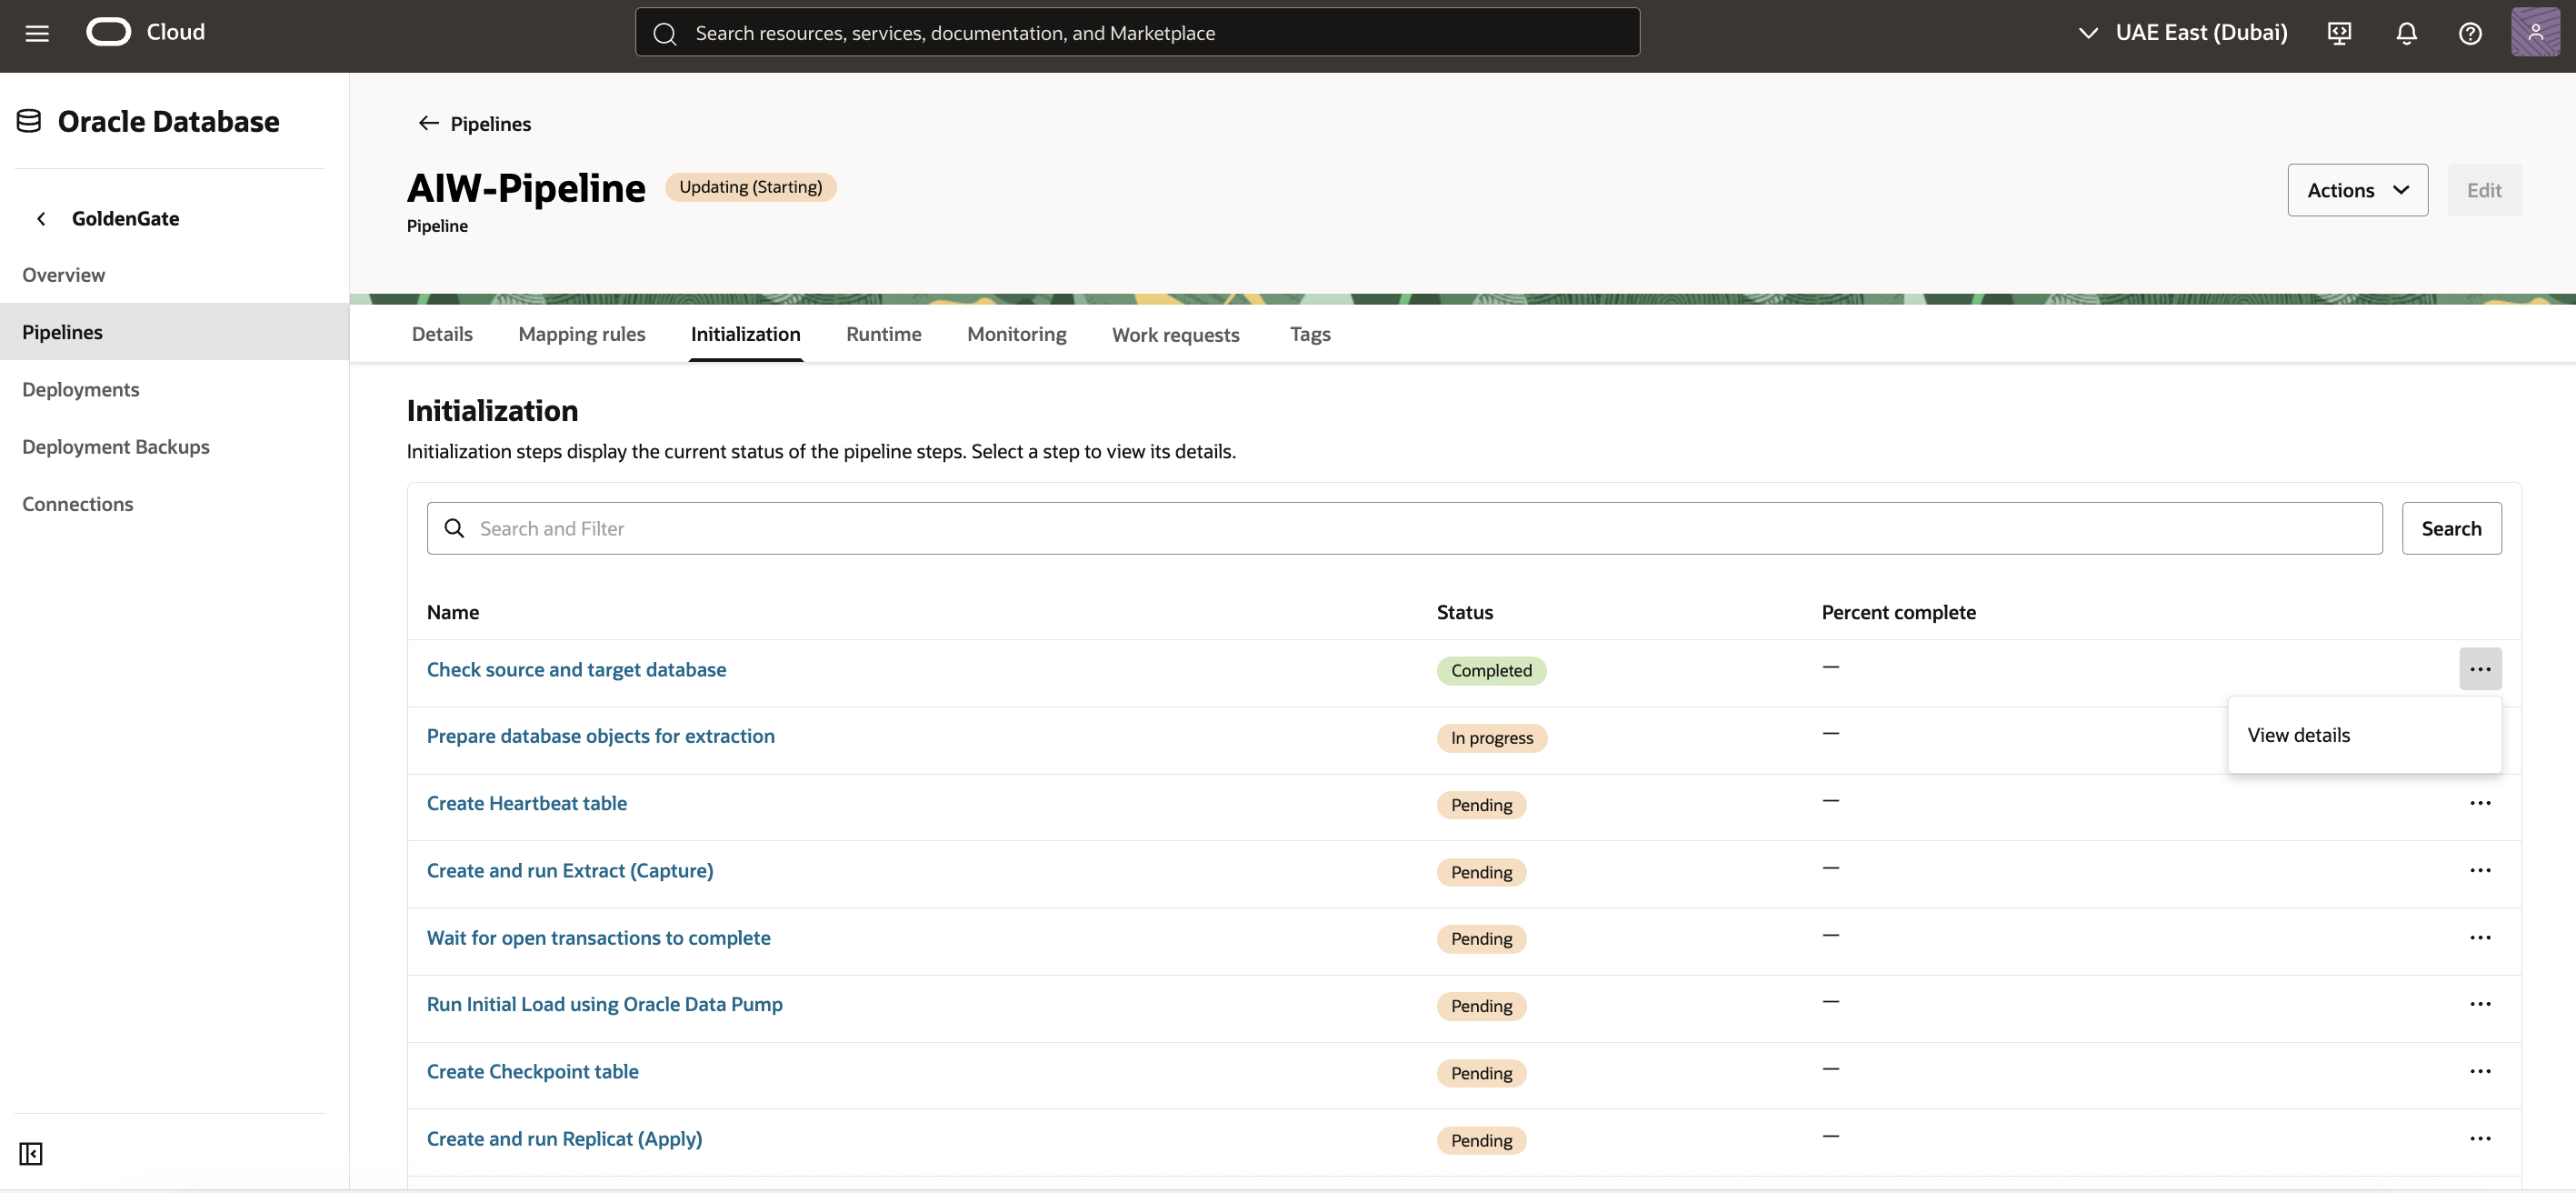 Cloud
Search resources, services, documentation, and Marketplace
UAE East (Dubai)
Oracle Database
GoldenGate
Overview
Pipelines
Deployments
Deployment Backups
Connections
Pipelines
AIW-Pipeline
Updating (Starting)
Pipeline
Actions
Edit
Details
Mapping rules
Initialization
Runtime
Monitoring
Work requests
Tags
Initialization
Initialization steps display the current status of the pipeline steps. Select a step to view its details.
Search and Filter
Search
Name
Status
Percent complete
Check source and target database
Completed
—
View details
Prepare database objects for extraction
In progress
—
Create Heartbeat table
Pending
—
Create and run Extract (Capture)
Pending
—
Wait for open transactions to complete
Pending
—
Run Initial Load using Oracle Data Pump
Pending
—
Create Checkpoint table
Pending
—
Create and run Replicat (Apply)
Pending
—